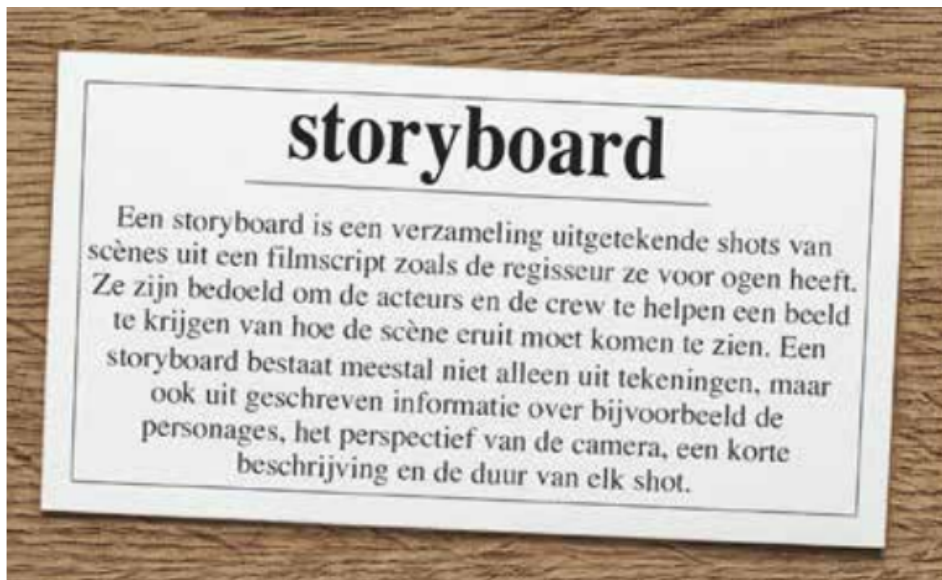 storyboard
Een storyboard is een verzameling uitgetekende shots van
scènes uit een filmscript zoals de regisseur ze voor ogen heeft.
Ze zijn bedoeld om de acteurs en de crew te helpen een beeld
te krijgen van hoe de scène eruit moet komen te zien. Een
storyboard bestaat meestal niet alleen uit tekeningen, maar
ook uit geschreven informatie over bijvoorbeeld de
personages, het perspectief van de camera, een korte
beschrijving en de duur van elk shot.